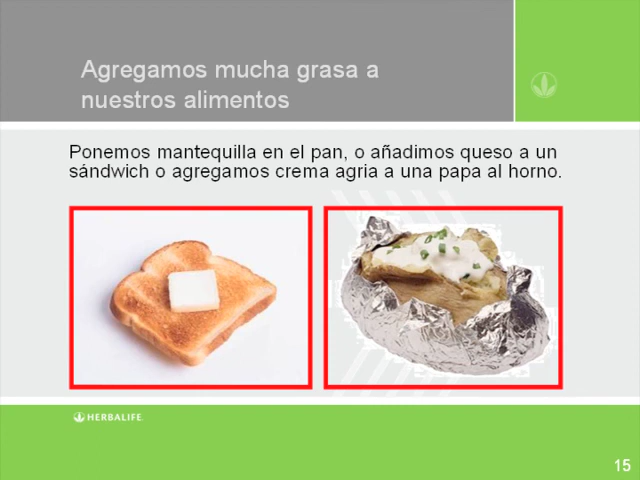 Agregamos mucha grasa a
nuestros alimentos
Ponemos mantequilla en el pan, o añadimos queso a un
sándwich o agregamos crema agria a una papa al horno.
HERBALIFE
15